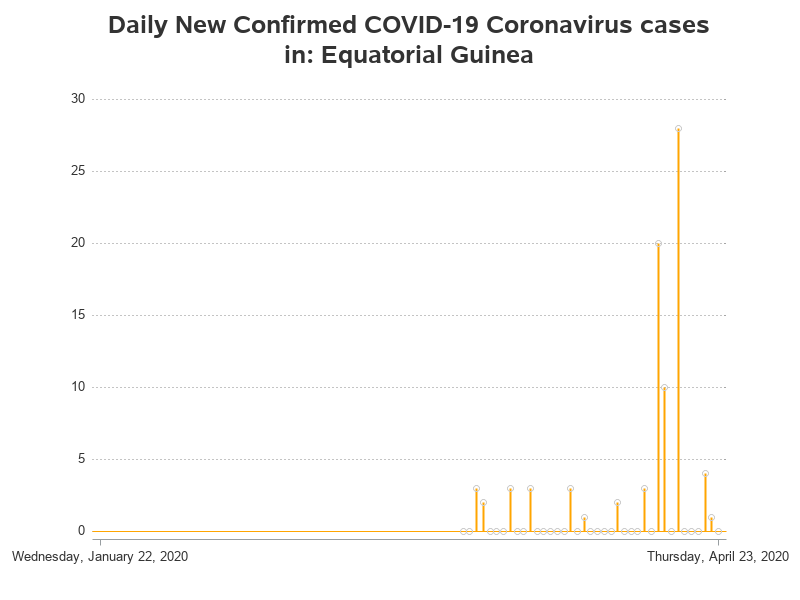 Daily New Confirmed COVID-19 Coronavirus cases
in: Equatorial Guinea
30
25
20
15
10
5
0
Wednesday, January 22, 2020 Thursday, April 23, 2020